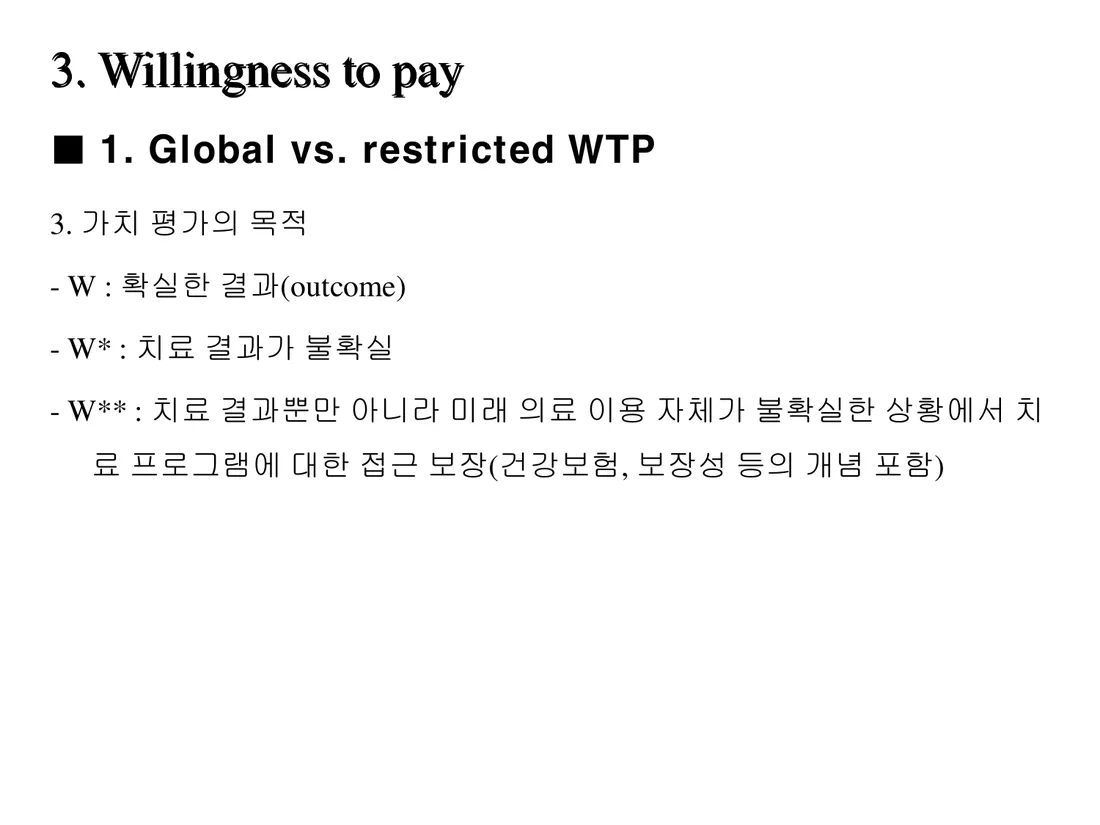 3. Willingness to pay
■ 1. Global vs. restricted WTP
3. 가치 평가의 목적
- W : 확실한 결과(outcome)
- W* : 치료 결과가 불확실
- W** : 치료 결과뿐만 아니라 미래 의료 이용 자체가 불확실한 상황에서 치
료 프로그램에 대한 접근 보장(건강보험, 보장성 등의 개념 포함)